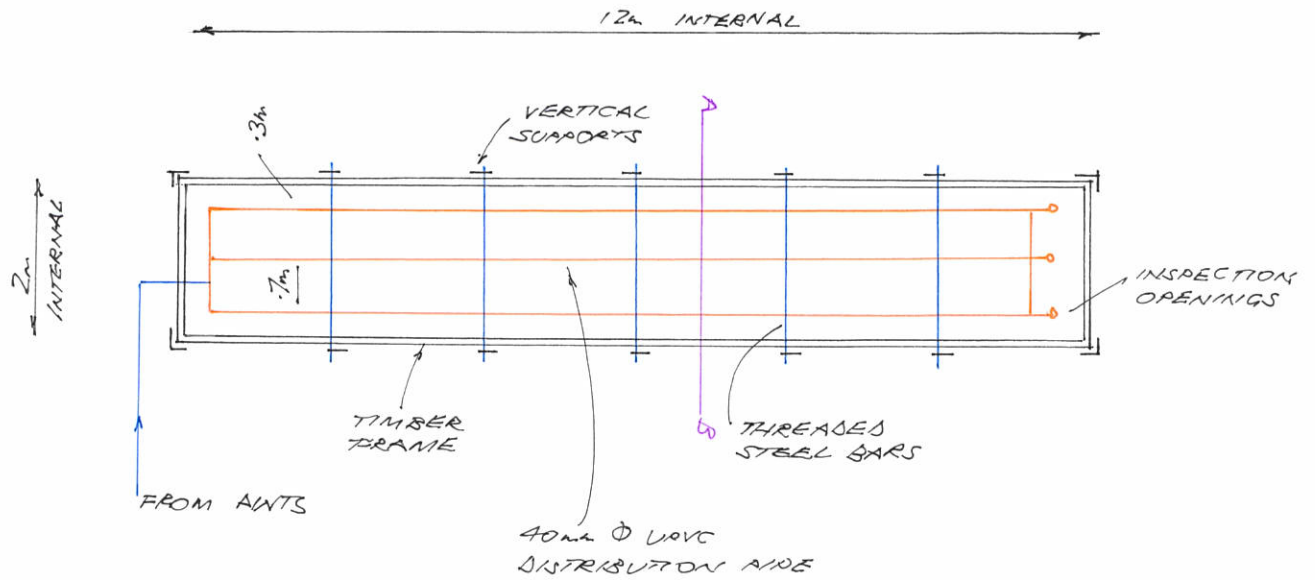 12m INTERNAL
.3m
VERTICAL
SUPPORTS
A
2m
INTERNAL
.7m
INSPECTION
OPENINGS
TIMBER
FRAME
B
THREADED
STEEL BARS
FROM AINTS
40mm Φ UPVC
DISTRIBUTION PIPE